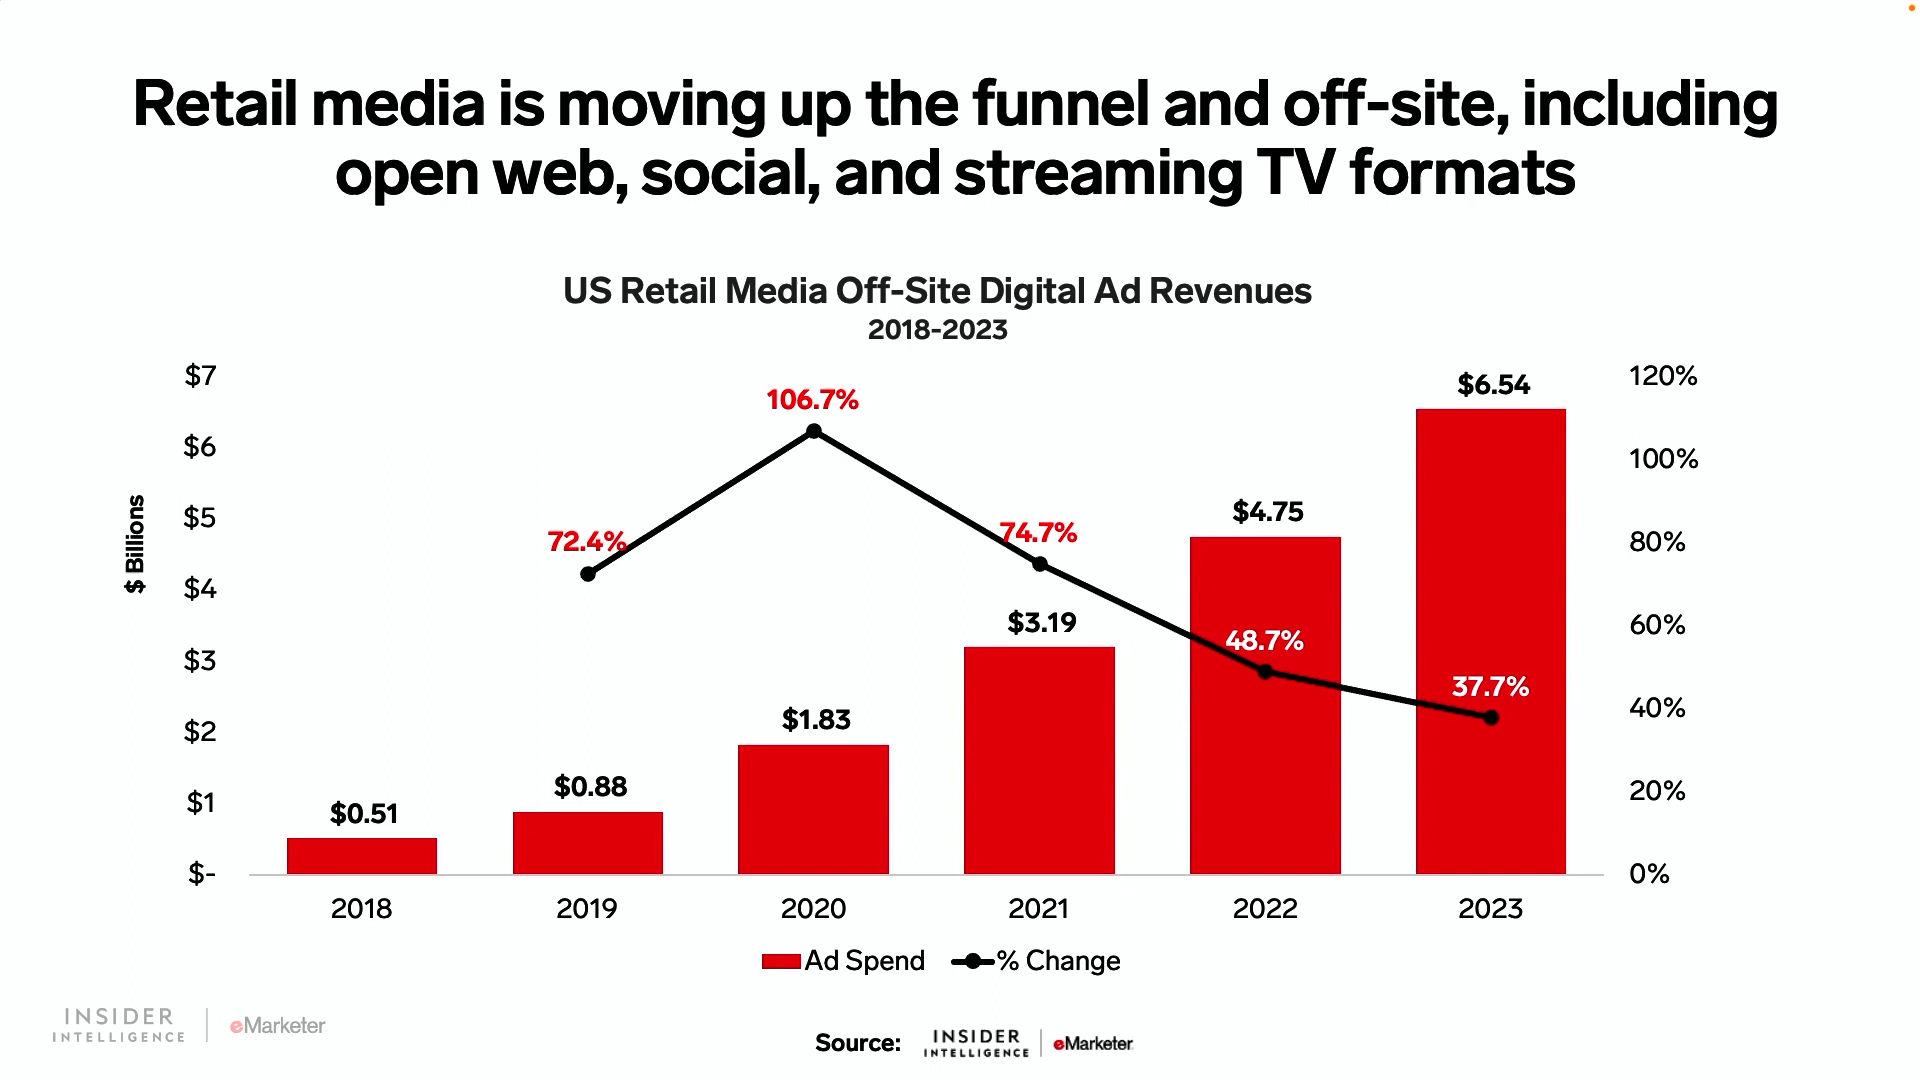 Retail media is moving up the funnel and off-site, including
open web, social, and streaming TV formats
US Retail Media Off-Site Digital Ad Revenues
2018-2023
$ Billions
$7
$6
$5
$4
$3
$2
$1
$-
120%
100%
80%
60%
40%
20%
0%
72.4%
106.7%
74.7%
48.7%
37.7%
$0.51
$0.88
$1.83
$3.19
$4.75
$6.54
2018
2019
2020
2021
2022
2023
Ad Spend
% Change
INSIDER
INTELLIGENCE
eMarketer
Source:
INSIDER
INTELLIGENCE
eMarketer